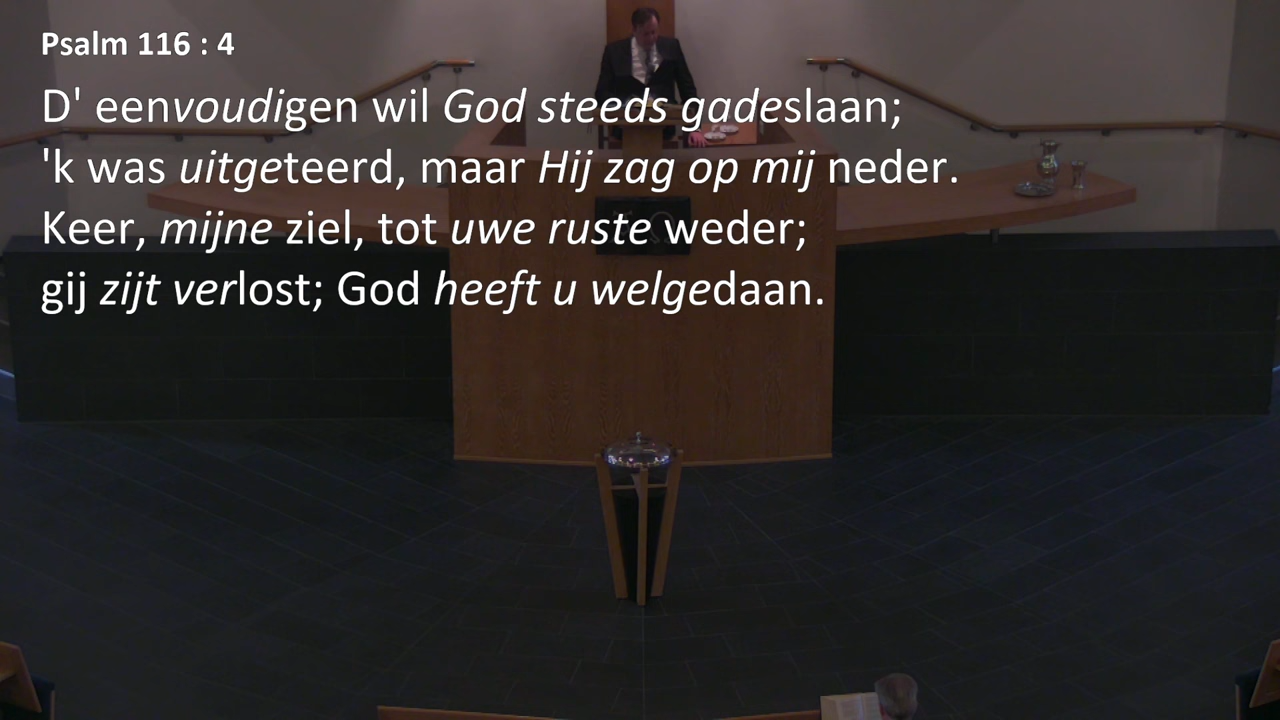 Psalm 116 : 4
D' eenvoudigen wil God steeds gadeslaan;
'k was uitgeteerd, maar Hij zag op mij neder.
Keer, mijne ziel, tot uwe ruste weder;
gij zijt verlost; God heeft u welgedaan.